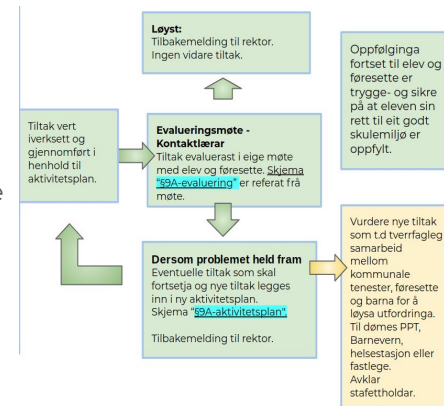 Løyst:
Tilbakemelding til rektor.
Ingen vidare tiltak.
Oppfølginga
fortset til elev og
føresette er
trygge- og sikre
på at eleven sin
rett til eit godt
skulemiljø er
oppfylt.
Tiltak vert
iverksett og
gjennomført i
henhold til
aktivitetsplan.
Evalueringsmøte -
Kontaktlærar
Tiltak evaluerast i eige møte
med elev og føresette. Skjema
"§9A-evaluering" er referat frå
møte.
e
Dersom problemet held fram
Eventuelle tiltak som skal
fortsetja og nye tiltak legges
inn i ny aktivitetsplan.
Skjema "§9A-aktivitetsplan".
Tilbakemelding til rektor.
Vurdere nye tiltak
som t.d tverrfagleg
samarbeid
mellom
kommunale
tenester, føresette
og barna for å
løysa utfordringa.
Til dømes PPT,
Barnevern,
helsestasjon eller
fastlege.
Avklar
stafettholdar.